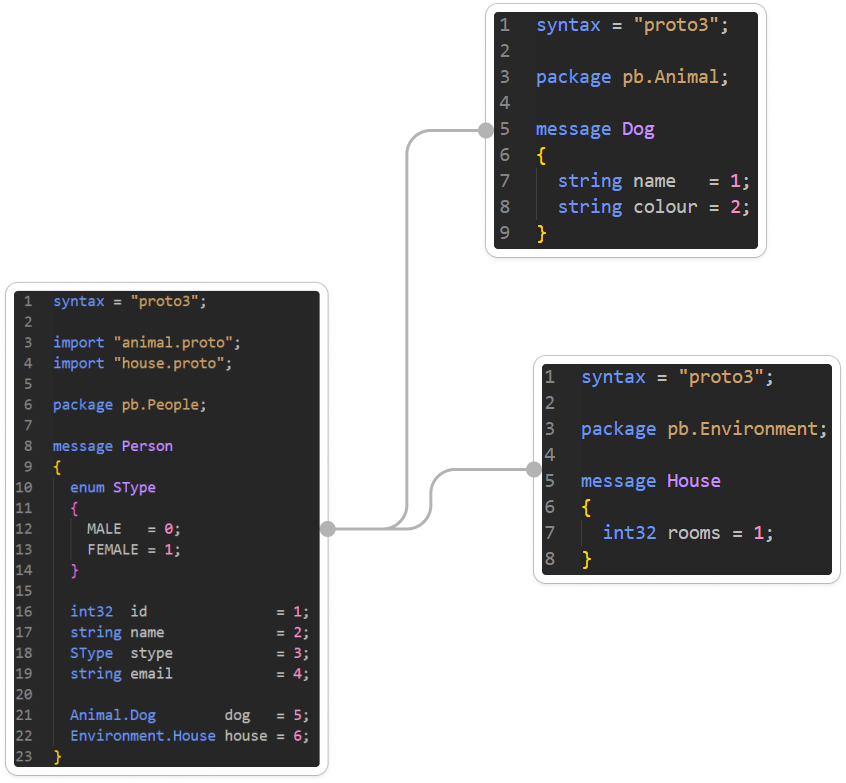 1 syntax = "proto3";
2
3 package pb.Animal;
4
5 message Dog
6 {
7   string name   = 1;
8   string colour = 2;
9 }
1 syntax = "proto3";
2
3 import "animal.proto";
4 import "house.proto";
5
6 package pb.People;
7
8 message Person
9 {
10   enum SType
11   {
12     MALE   = 0;
13     FEMALE = 1;
14   }
15
16   int32  id               = 1;
17   string name             = 2;
18   SType  stype            = 3;
19   string email            = 4;
20
21   Animal.Dog        dog   = 5;
22   Environment.House house = 6;
23 }
1 syntax = "proto3";
2
3 package pb.Environment;
4
5 message House
6 {
7   int32 rooms = 1;
8 }